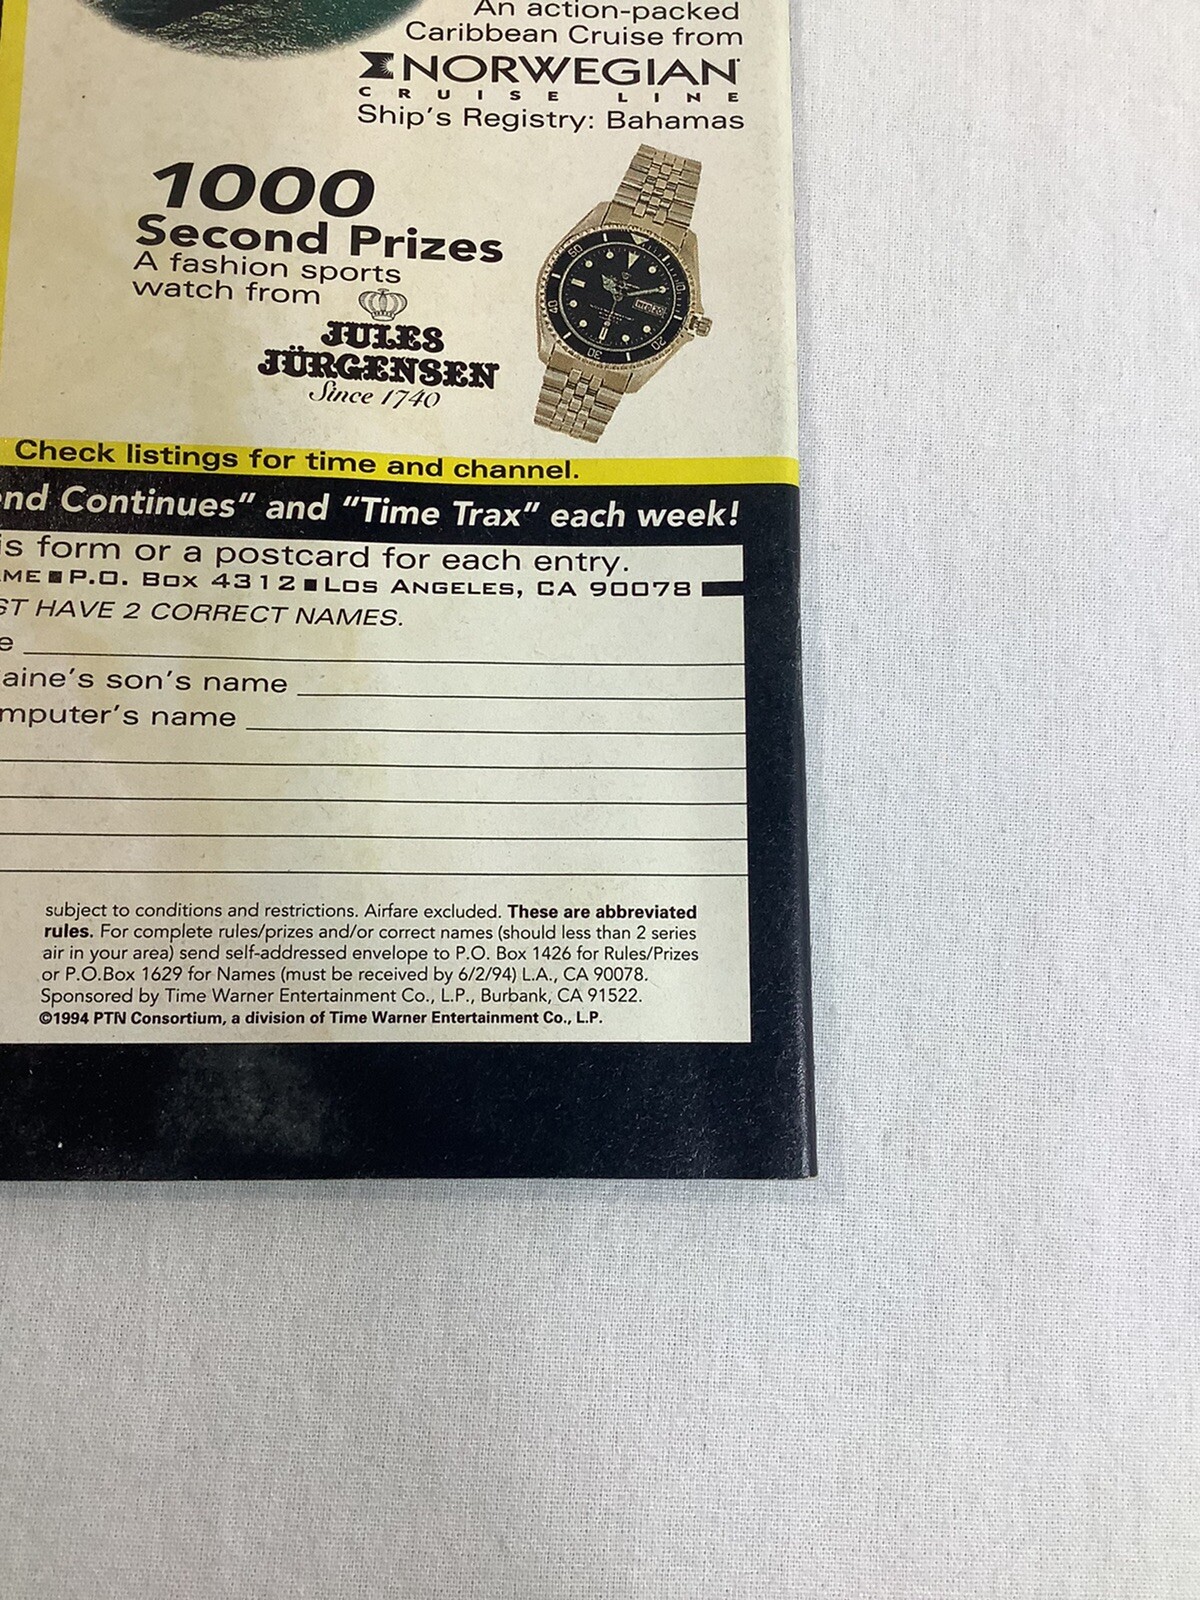 An action-packed
Caribbean Cruise from
NORWEGIAN
CRUISE LINE
Ship's Registry: Bahamas
1000
Second Prizes
A fashion sports
watch from
JULES
JÜRGENSEN
Since 1740
Check listings for time and channel.
nd Continues" and "Time Trax" each week!
is form or a postcard for each entry.
ME ■ P.O. BOX 4312 ■ LOS ANGELES, CA 90078
ST HAVE 2 CORRECT NAMES.
e
aine's son's name
mputer's name
subject to conditions and restrictions. Airfare excluded. These are abbreviated
rules. For complete rules/prizes and/or correct names (should less than 2 series
air in your area) send self-addressed envelope to P.O. Box 1426 for Rules/Prizes
or P.O.Box 1629 for Names (must be received by 6/2/94) L.A., CA 90078.
Sponsored by Time Warner Entertainment Co., L.P., Burbank, CA 91522.
©1994 PTN Consortium, a division of Time Warner Entertainment Co., L.P.